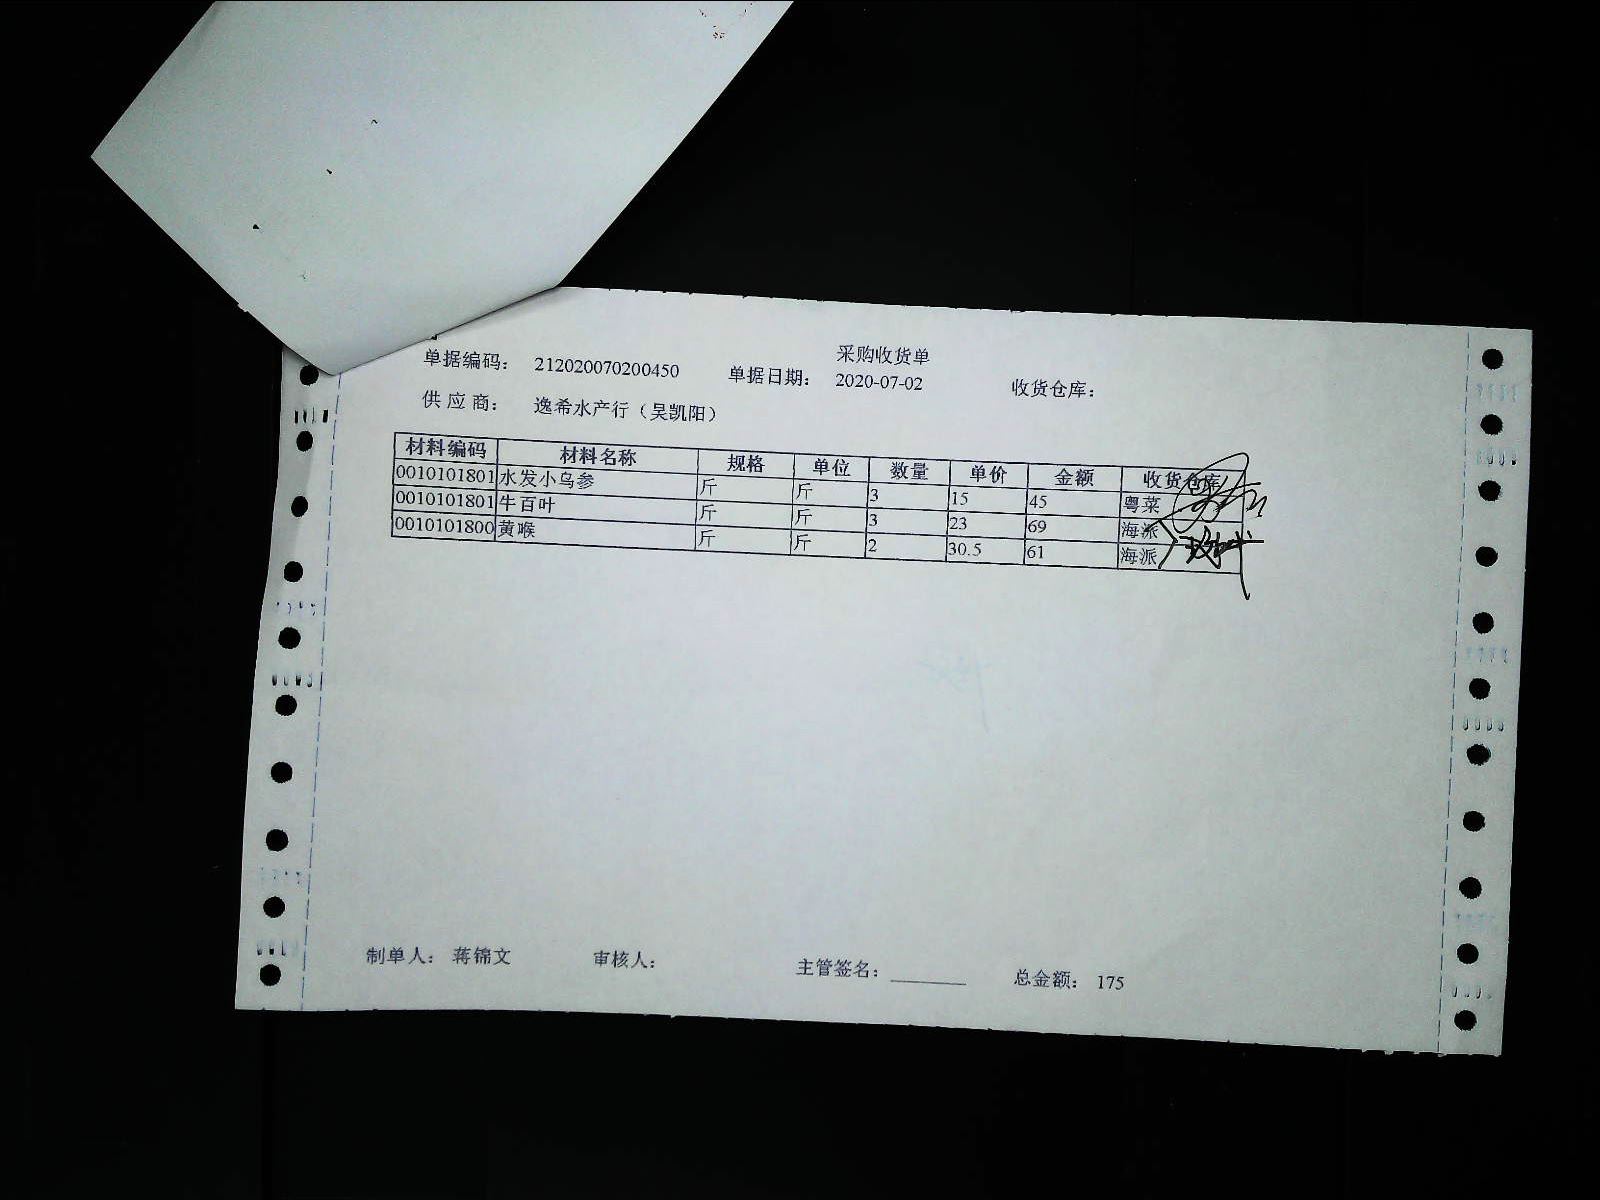 采购收货单
单据编码： 212020070200450 单据日期： 2020-07-02 收货仓库：
供 应 商： 逸希水产行（吴凯阳）
材料编码 材料名称 规格 单位 数量 单价 金额 收货仓库
0010101801 水发小乌参 斤 斤 3 15 45 粤菜
0010101801 牛百叶 斤 斤 3 23 69 海派
0010101800 黄喉 斤 斤 2 30.5 61 海派
制单人： 蒋锦文 审核人： 主管签名： 总金额： 175